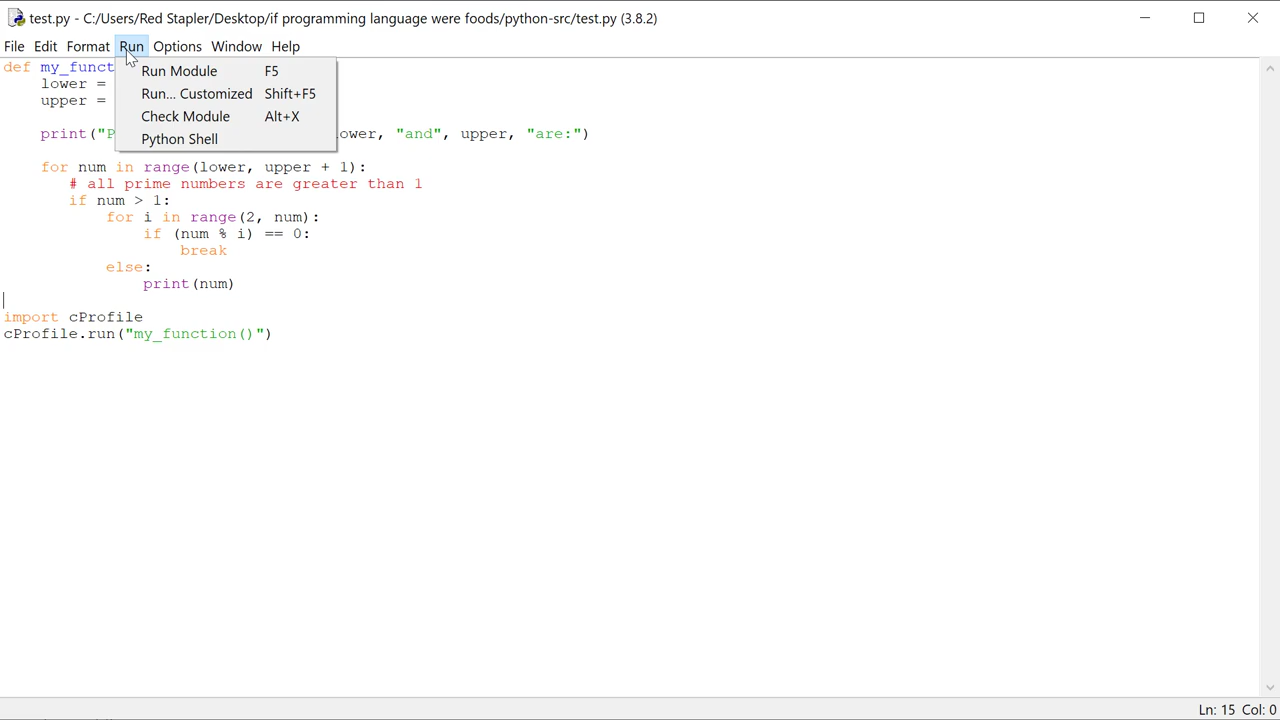 test.py - C:/Users/Red Stapler/Desktop/if programming language were foods/python-src/test.py (3.8.2)
File Edit Format Run Options Window Help
def my_funct
Run Module F5
lower =
Run... Customized Shift+F5
upper =
Check Module Alt+X
print("P ower, "and", upper, "are:")
Python Shell
for num in range(lower, upper + 1):
# all prime numbers are greater than 1
if num > 1:
for i in range(2, num):
if (num % i) == 0:
break
else:
print(num)
import cProfile
cProfile.run("my_function()")
Ln: 15 Col: 0